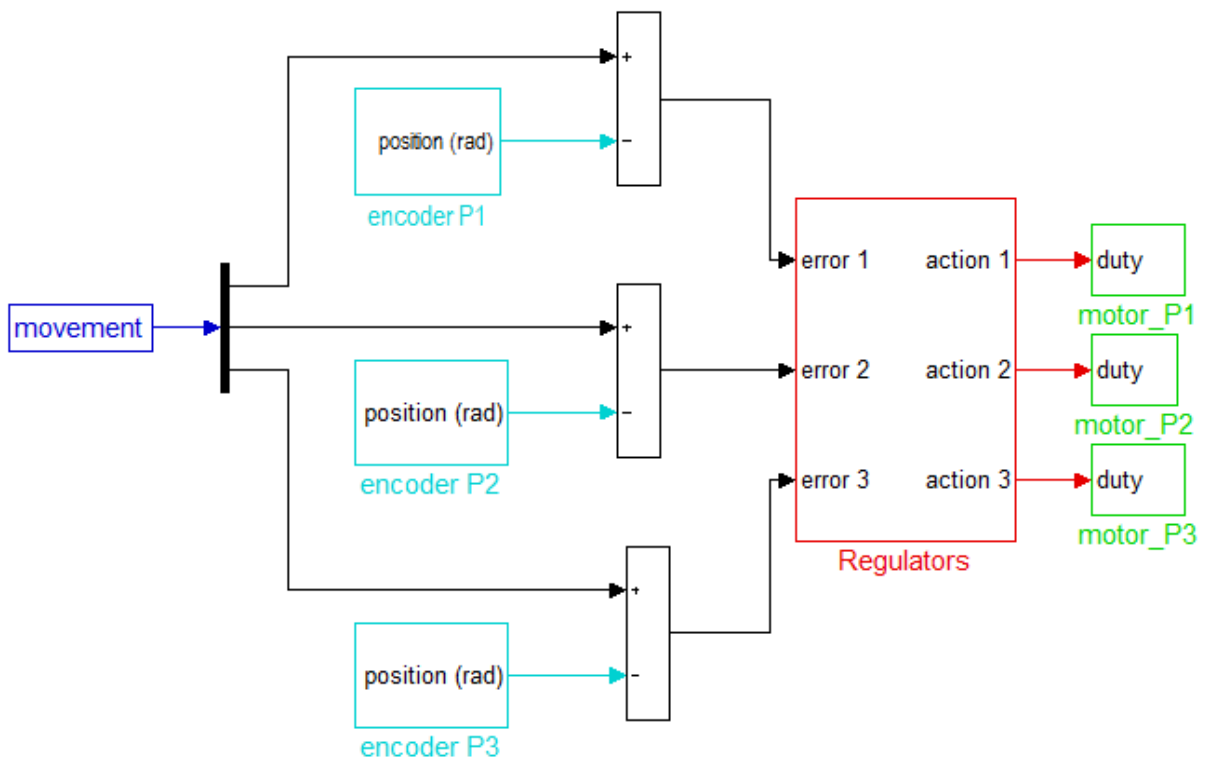 +
position (rad)
−
encoder P1
movement
+
position (rad)
−
encoder P2
+
position (rad)
−
encoder P3
error 1
action 1
error 2
action 2
error 3
action 3
Regulators
duty
motor_P1
duty
motor_P2
duty
motor_P3